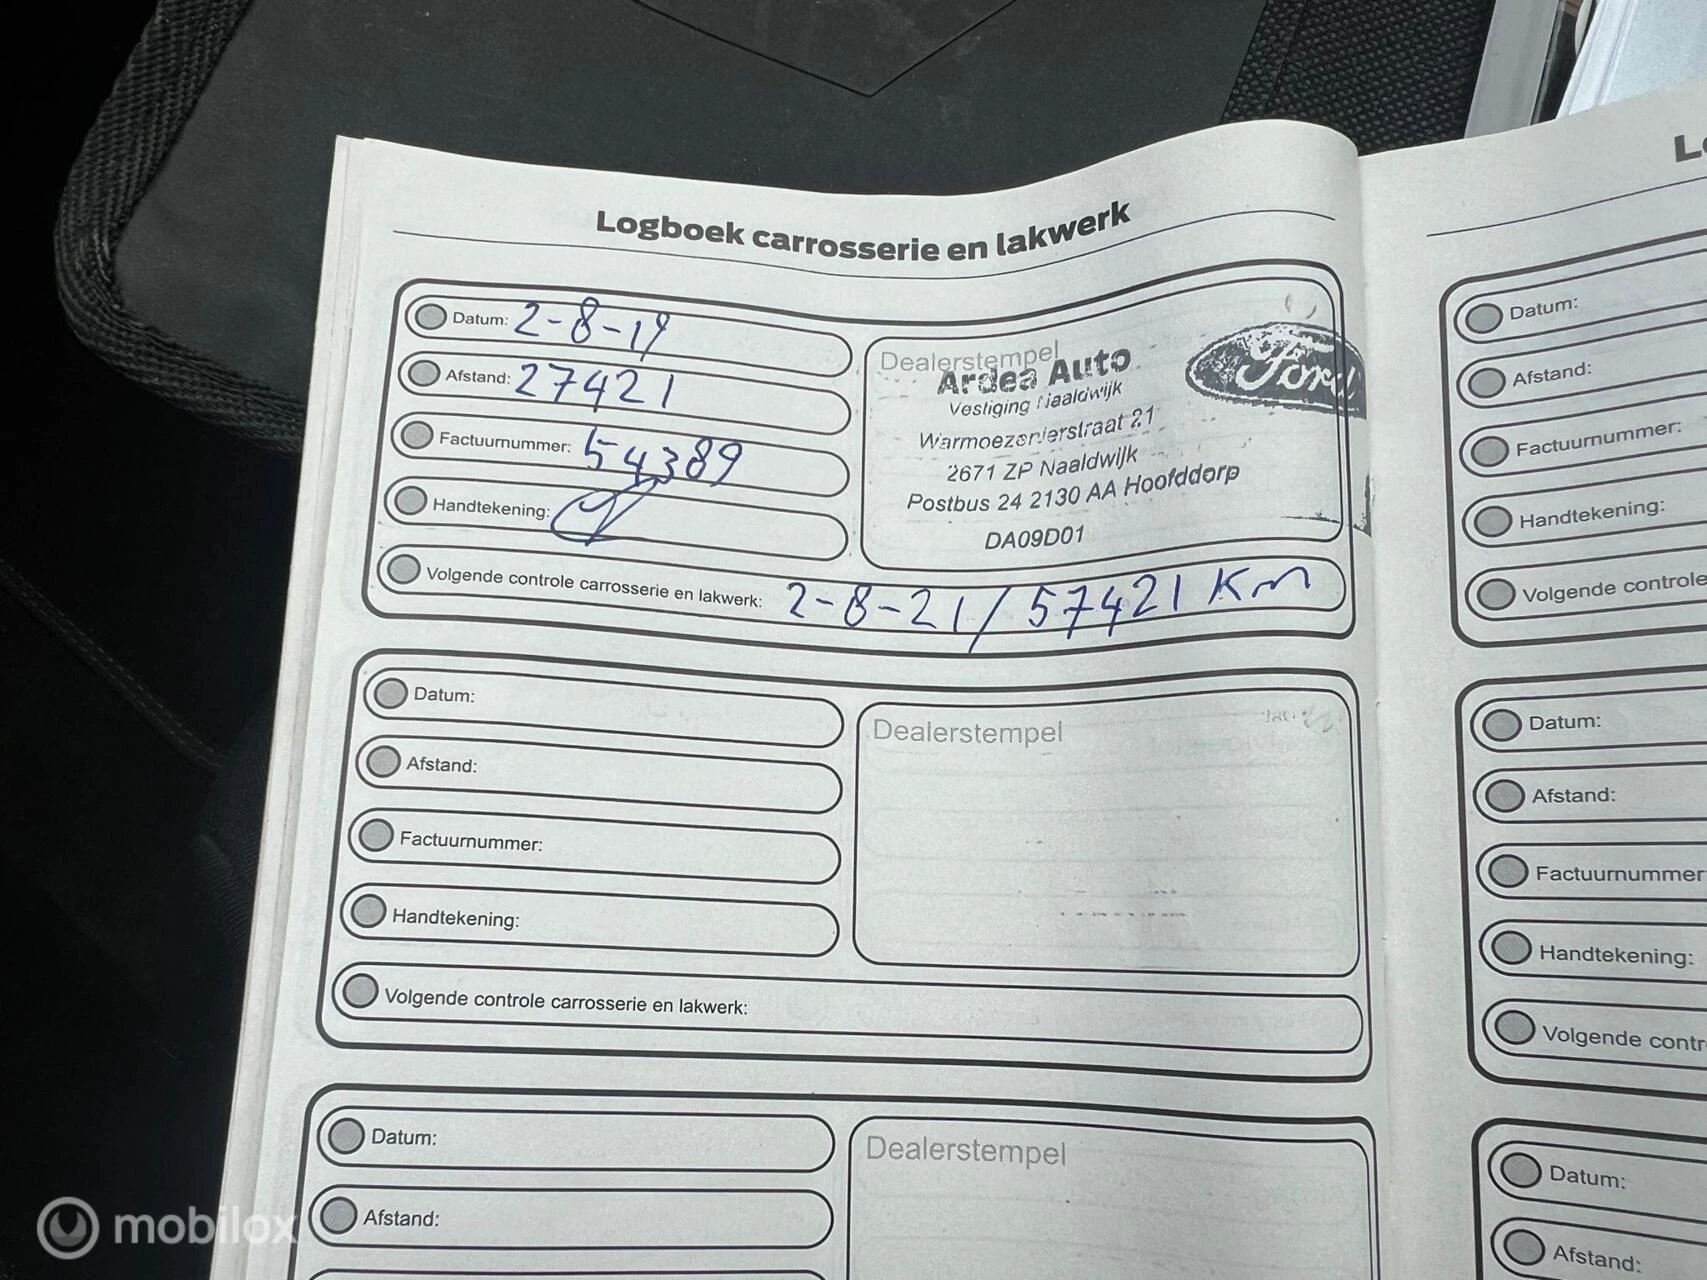 Logboek carrosserie en lakwerk
Datum: 2-8-19
Afstand: 27421
Factuurnummer: 54389
Handtekening:
Dealerstempel
Ardea Auto
Vestiging Naaldwijk
Warmoezenierstraat 21
2671 ZP Naaldwijk
Postbus 24 2130 AA Hoofddorp
DA09D01
Ford
Volgende controle carrosserie en lakwerk: 2-8-21 / 57421 Km
Datum:
Afstand:
Factuurnummer:
Handtekening:
Dealerstempel
Volgende controle carrosserie en lakwerk:
Datum:
Afstand:
Dealerstempel
Datum:
Afstand:
Factuurnummer:
Handtekening:
Volgende controle
Datum:
Afstand:
Factuurnummer
Handtekening:
Volgende contr
Datum:
Afstand:
mobilox